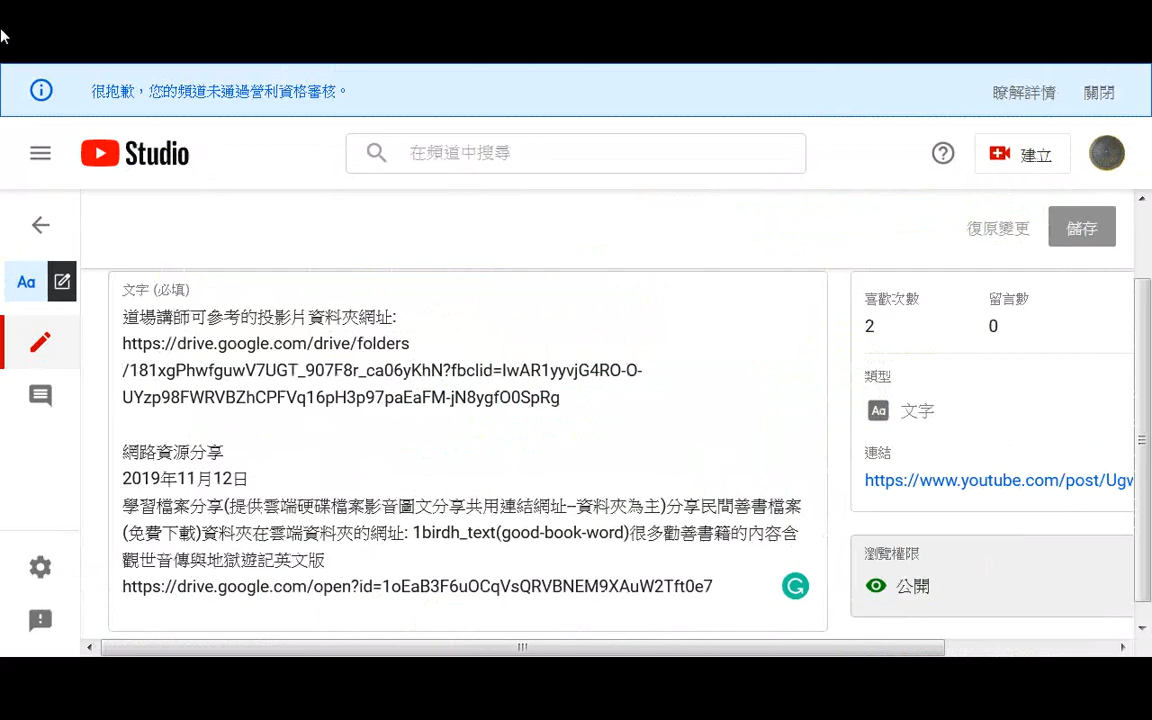 很抱歉，您的頻道未通過營利資格審核。
瞭解詳情
關閉
Studio
在頻道中搜尋
建立
復原變更
儲存
Aa
文字 (必填)
道場講師可參考的投影片資料夾網址:
https://drive.google.com/drive/folders
/181xgPhwfguwV7UGT_907F8r_ca06yKhN?fbclid=IwAR1yyvjG4RO-O-
UYzp98FWRVBZhCPFVq16pH3p97paEaFM-jN8ygfO0SpRg
網路資源分享
2019年11月12日
學習檔案分享(提供雲端硬碟檔案影音圖文分享共用連結網址--資料夾為主)分享民間善書檔案
(免費下載)資料夾在雲端資料夾的網址: 1birdh_text(good-book-word)很多勸善書籍的內容含
觀世音傳與地獄遊記英文版
https://drive.google.com/open?id=1oEaB3F6uOCqVsQRVBNEM9XAuW2Tft0e7
喜歡次數
留言數
2
0
類型
Aa
文字
連結
https://www.youtube.com/post/Ugw
瀏覽權限
公開